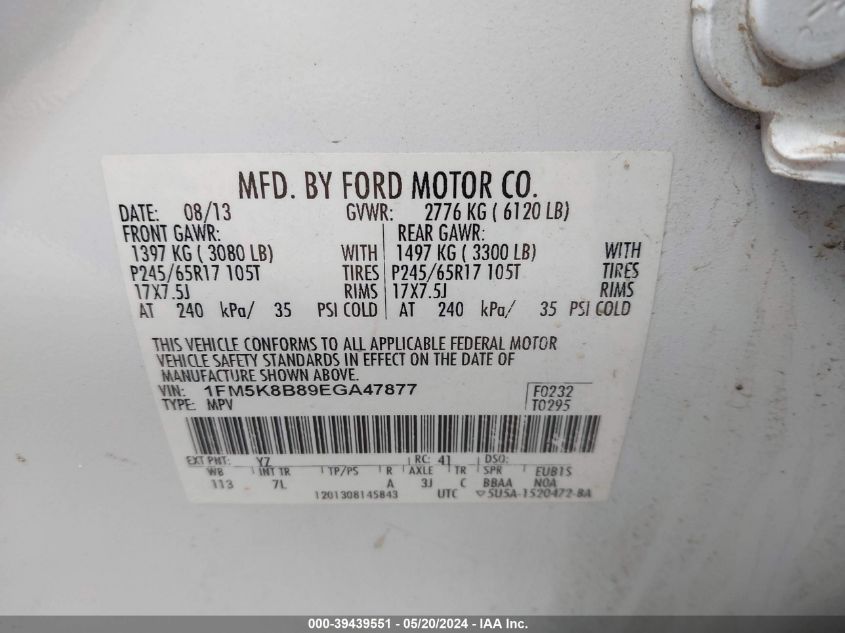 MFD. BY FORD MOTOR CO.
DATE: 08/13 GVWR: 2776 KG ( 6120 LB)
FRONT GAWR: REAR GAWR:
1397 KG ( 3080 LB) WITH 1497 KG ( 3300 LB) WITH
P245/65R17 105T TIRES P245/65R17 105T TIRES
17X7.5J RIMS 17X7.5J RIMS
AT 240 kPa/ 35 PSI COLD AT 240 kPa/ 35 PSI COLD
THIS VEHICLE CONFORMS TO ALL APPLICABLE FEDERAL MOTOR
VEHICLE SAFETY STANDARDS IN EFFECT ON THE DATE OF
MANUFACTURE SHOWN ABOVE.
VIN: 1FM5K8B89EGA47877 F0232
TYPE: MPV T0295
EXT PNT: YZ RC: 41 DSO:
WB INT TR TP/PS R AXLE TR SPR EUB1S
113 7L A 3J C BBAA NOA
1201308145843 UTC ▽5U5A-1520472-BA
000-39439551 - 05/20/2024 - IAA Inc.